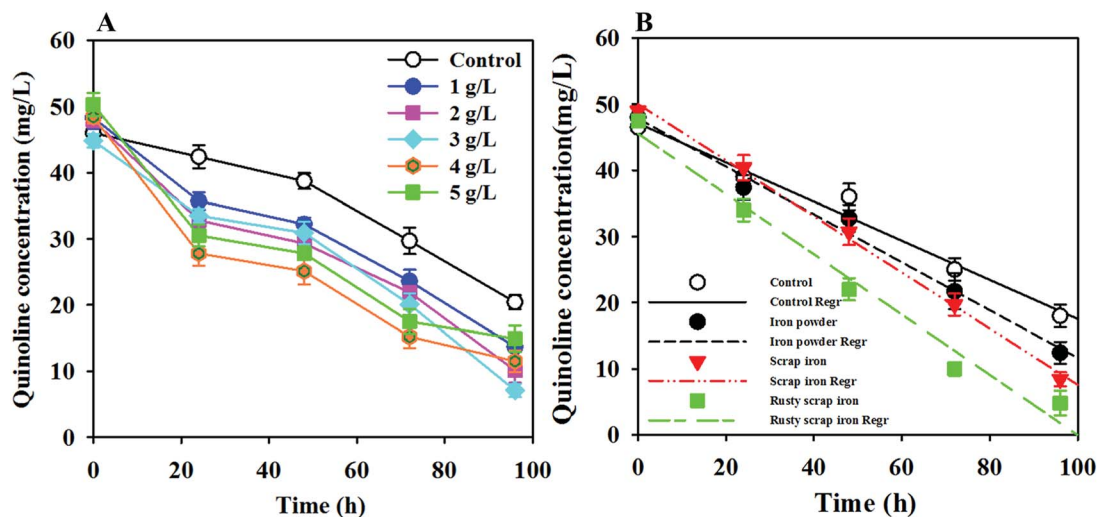 A
Quinoline concentration (mg/L)
60
50
40
30
20
10
0
Control
1 g/L
2 g/L
3 g/L
4 g/L
5 g/L
0 20 40 60 80 100
Time (h)
B
Quinoline concentration(mg/L)
60
50
40
30
20
10
0
Control
Control Regr
Iron powder
Iron powder Regr
Scrap iron
Scrap iron Regr
Rusty scrap iron
Rusty scrap iron Regr
0 20 40 60 80 100
Time (h)